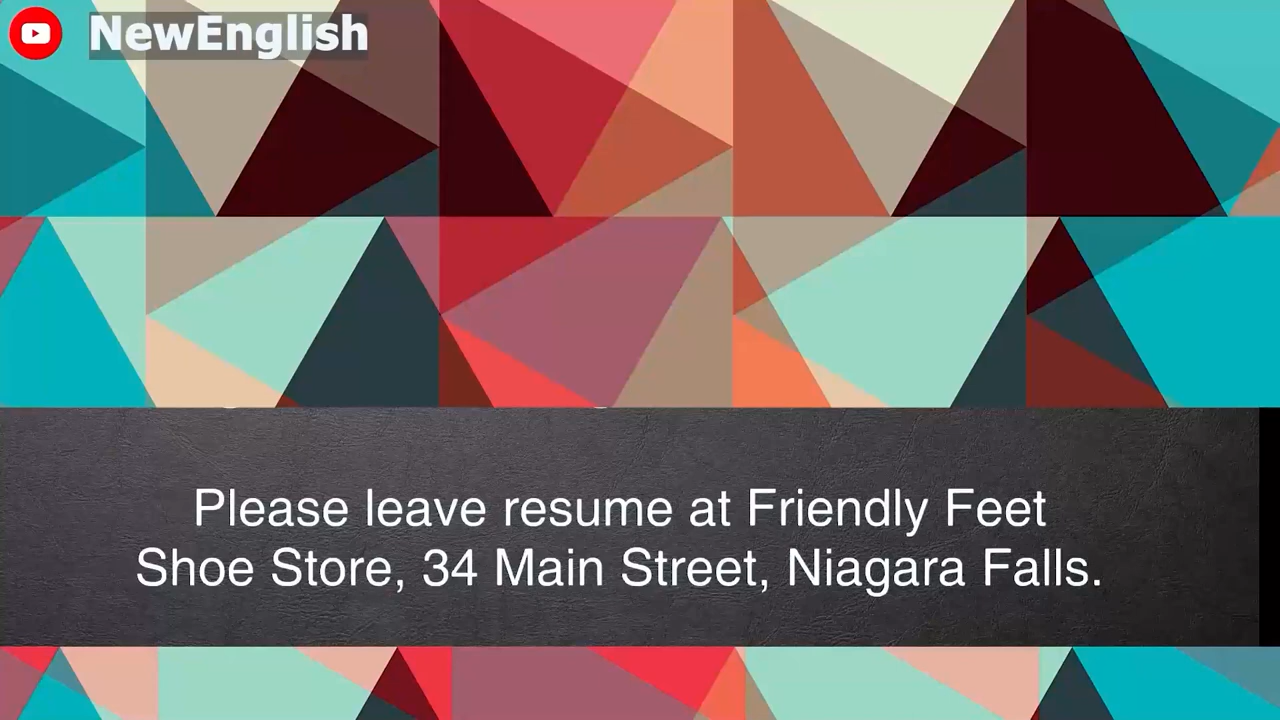 NewEnglish
Please leave resume at Friendly Feet
Shoe Store, 34 Main Street, Niagara Falls.